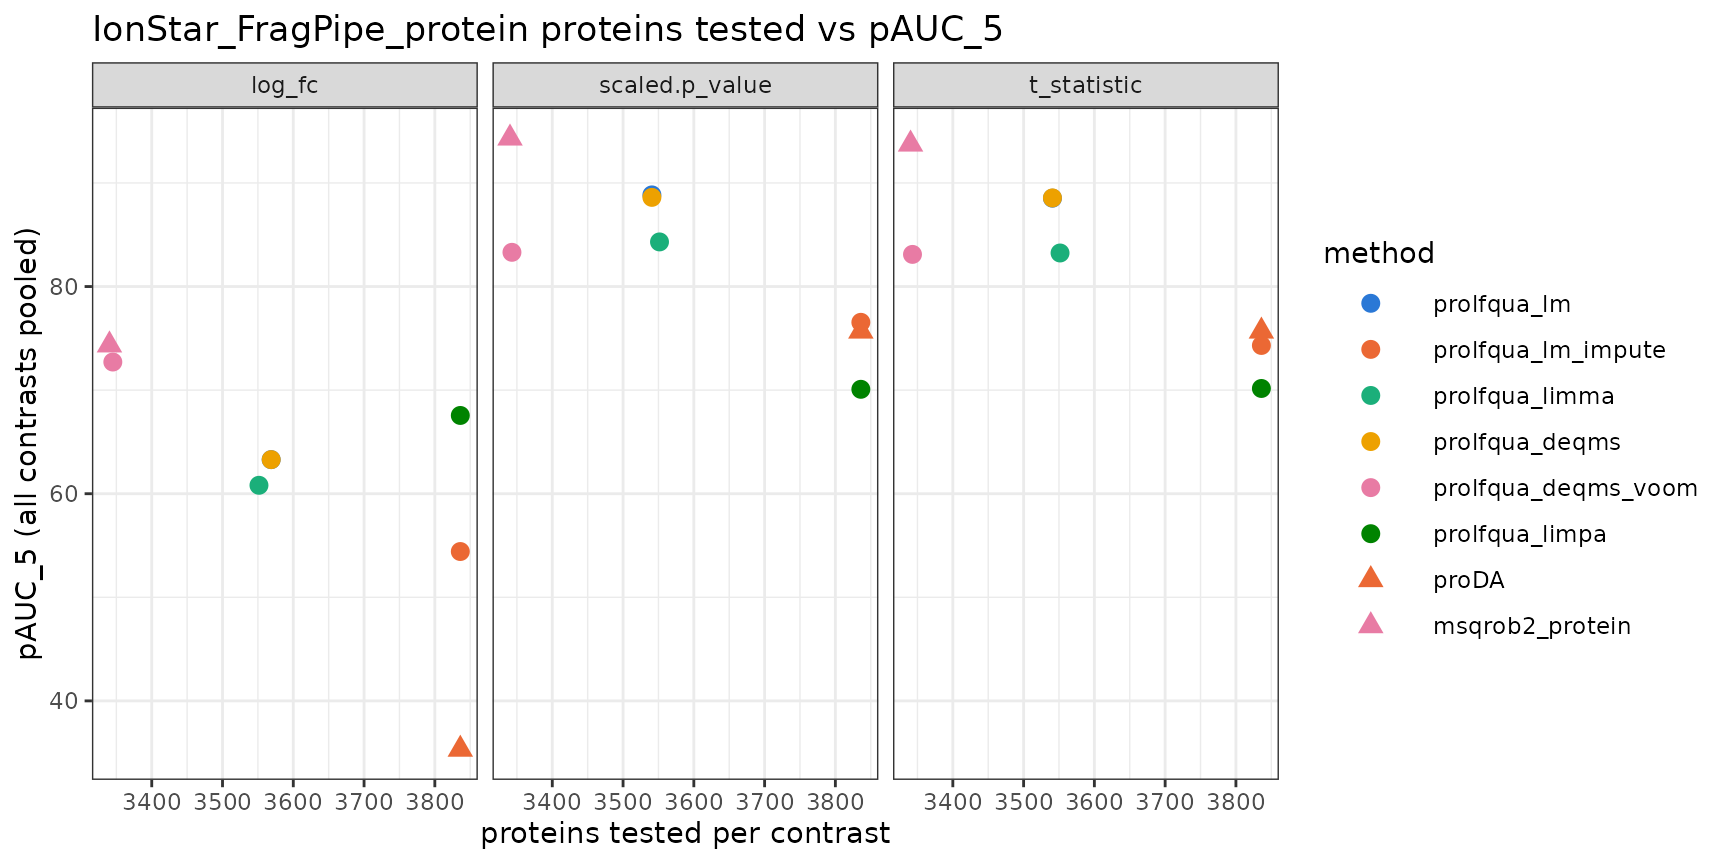 IonStar_FragPipe_protein proteins tested vs pAUC_5
log_fc
scaled.p_value
t_statistic
pAUC_5 (all contrasts pooled)
80
60
40
3400 3500 3600 3700 3800
3400 3500 3600 3700 3800
3400 3500 3600 3700 3800
proteins tested per contrast
method
prolfqua_lm
prolfqua_lm_impute
prolfqua_limma
prolfqua_deqms
prolfqua_deqms_voom
prolfqua_limpa
proDA
msqrob2_protein